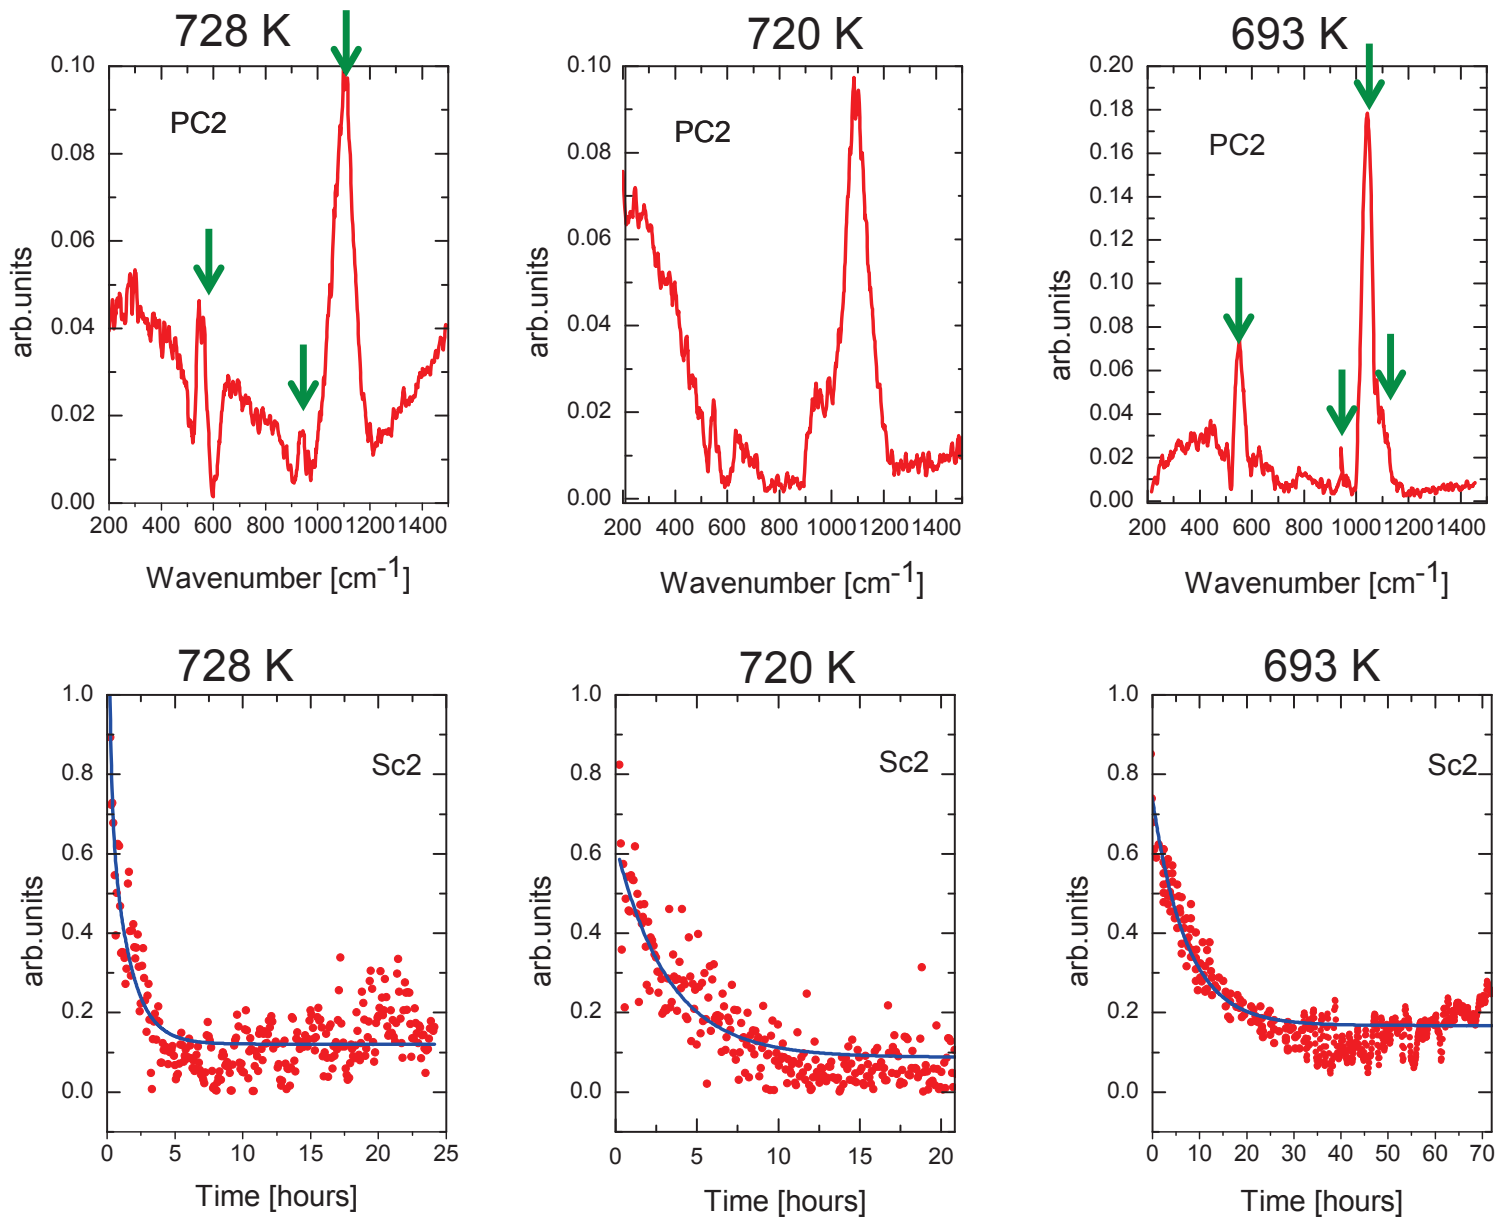 728 K
720 K
693 K
0.10
0.08
0.06
0.04
0.02
0.00
arb.units
PC2
200 400 600 800 1000 1200 1400
Wavenumber [cm-1]
0.10
0.08
0.06
0.04
0.02
0.00
arb.units
PC2
200 400 600 800 1000 1200 1400
Wavenumber [cm-1]
0.20
0.18
0.16
0.14
0.12
0.10
0.08
0.06
0.04
0.02
0.00
arb.units
PC2
200 400 600 800 1000 1200 1400
Wavenumber [cm-1]
728 K
720 K
693 K
1.0
0.8
0.6
0.4
0.2
0.0
arb.units
Sc2
0 5 10 15 20 25
Time [hours]
1.0
0.8
0.6
0.4
0.2
0.0
arb.units
Sc2
0 5 10 15 20
Time [hours]
1.0
0.8
0.6
0.4
0.2
0.0
arb.units
Sc2
0 10 20 30 40 50 60 70
Time [hours]